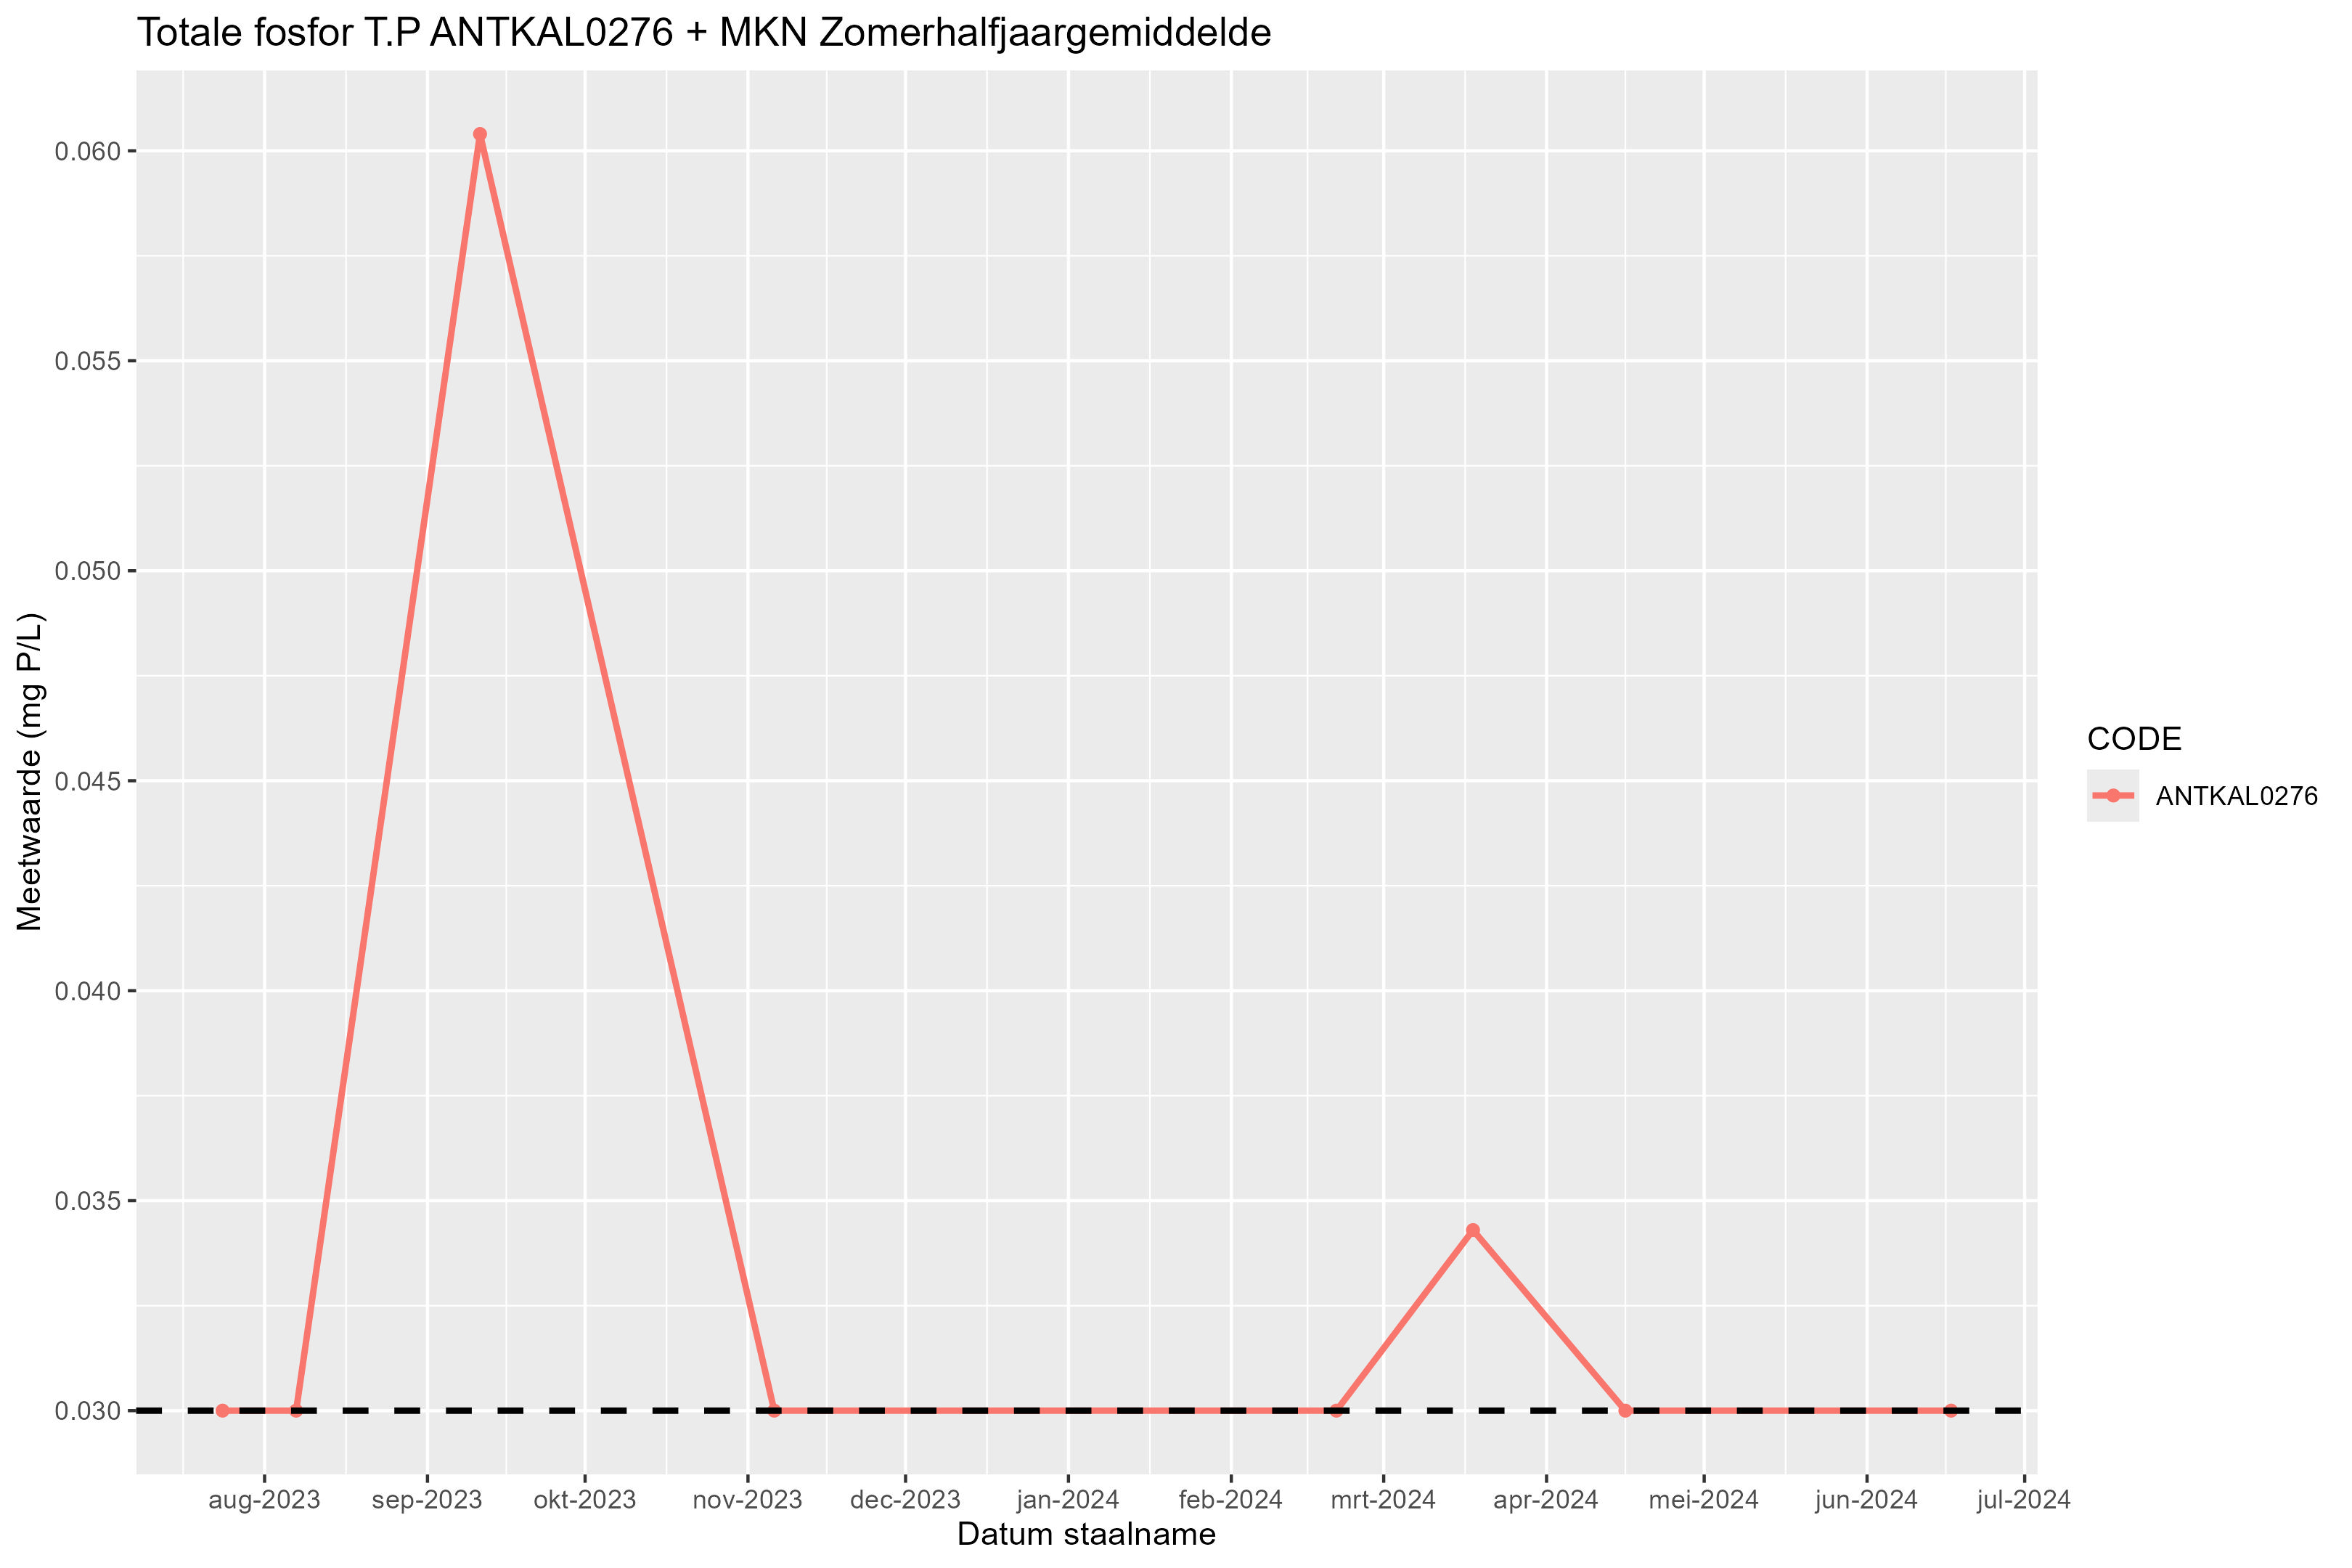 Totale fosfor T.P ANTKAL0276 + MKN Zomerhalfjaargemiddelde
Meetwaarde (mg P/L)
0.060
0.055
0.050
0.045
0.040
0.035
0.030
aug-2023 sep-2023 okt-2023 nov-2023 dec-2023 jan-2024 feb-2024 mrt-2024 apr-2024 mei-2024 jun-2024 jul-2024
Datum staalname
CODE
ANTKAL0276